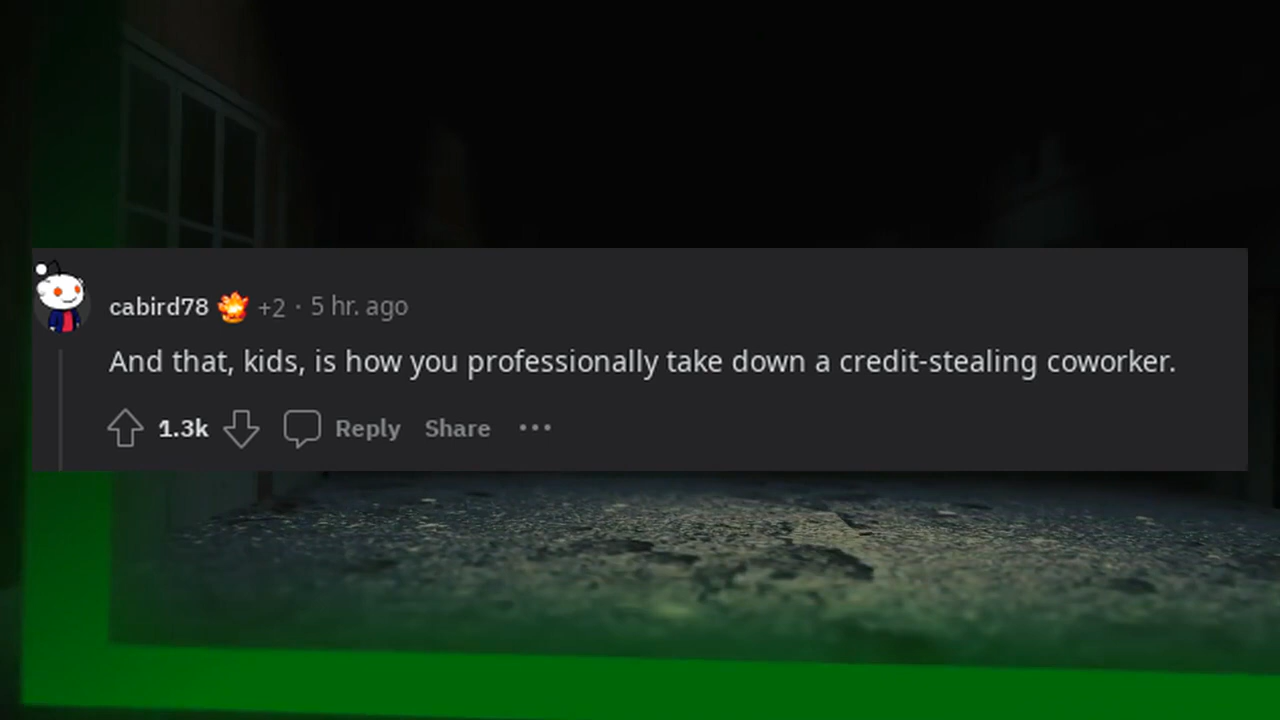 cabird78 +2 · 5 hr. ago
And that, kids, is how you professionally take down a credit-stealing coworker.
1.3k Reply Share